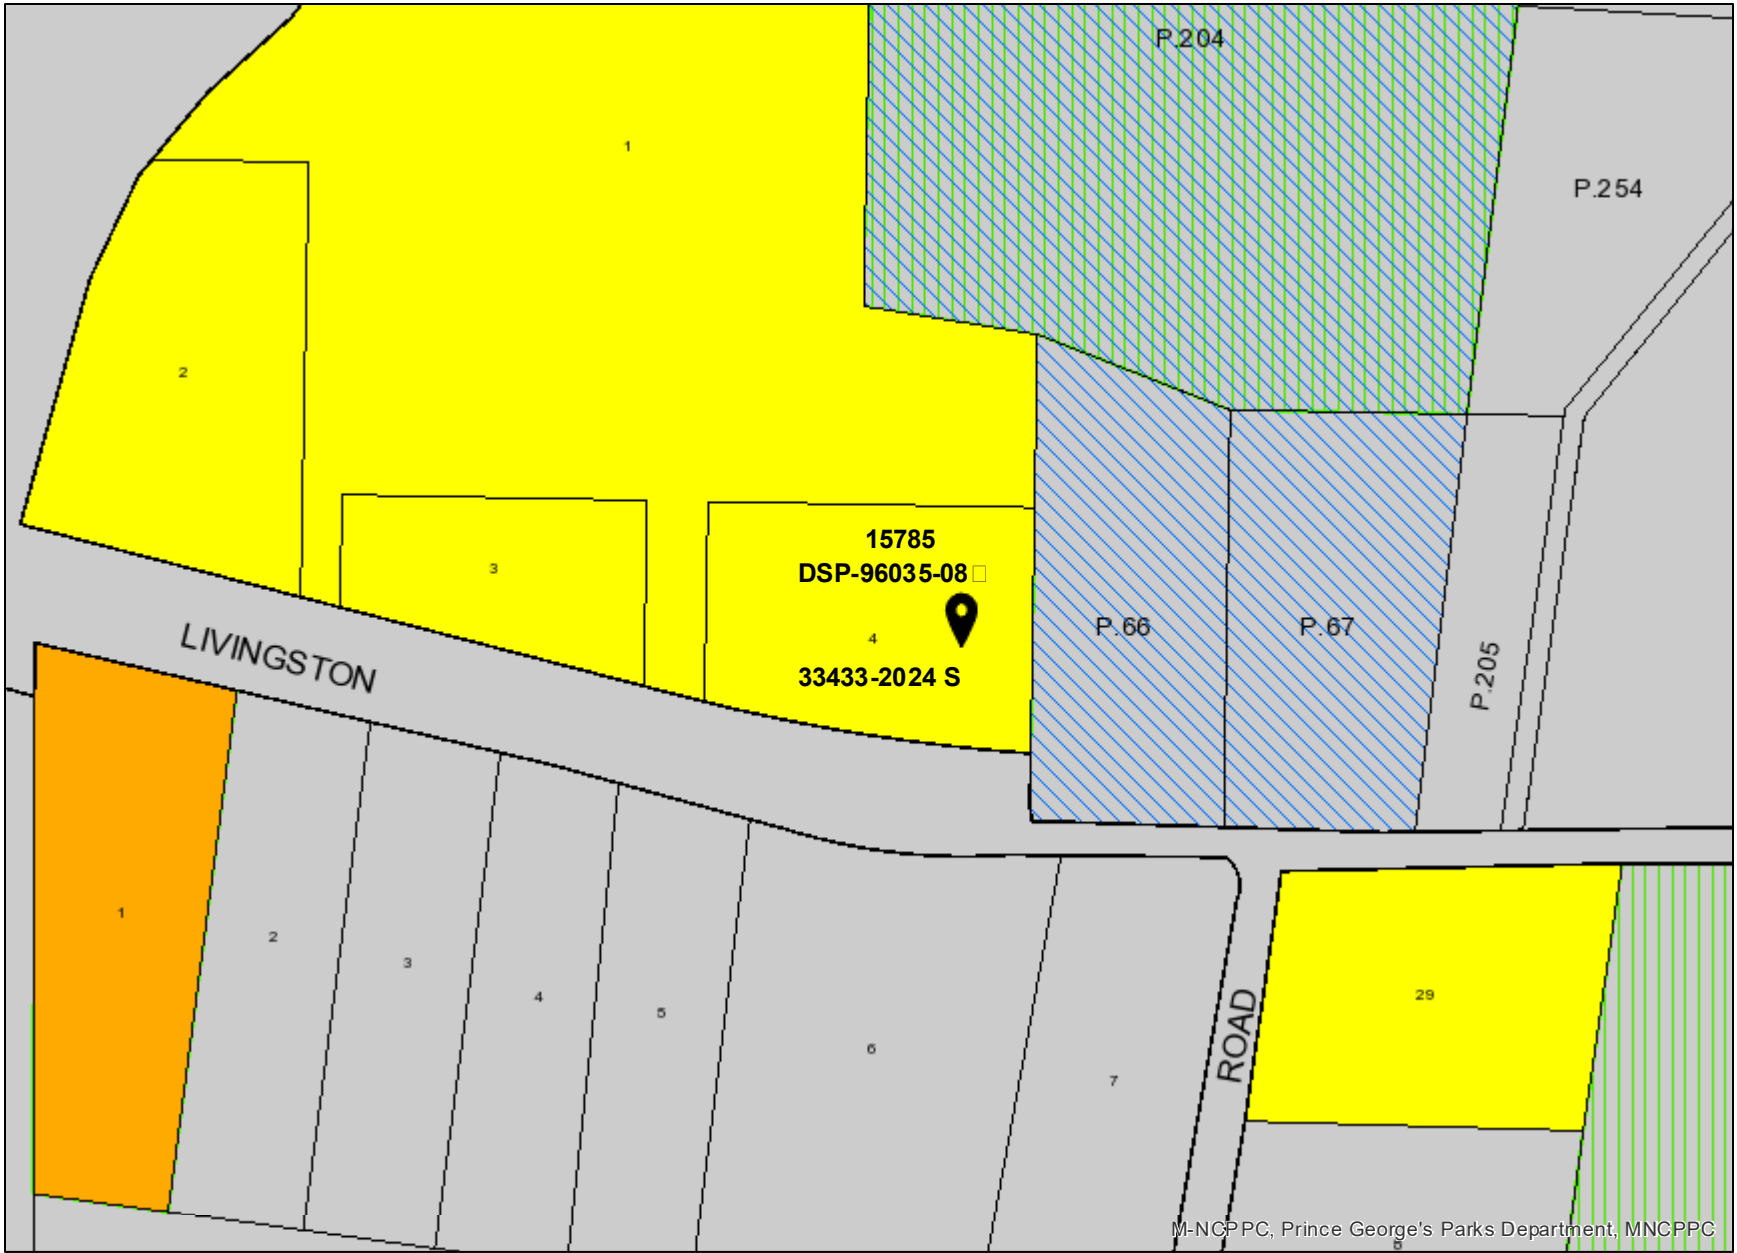 P.204
1
P.254
2
15785
3
DSP-96035-08
4
P.66
P.67
LIVINGSTON
33433-2024 S
P.205
1
2
3
4
5
6
7
29
ROAD
M-NCPPC, Prince George's Parks Department, MNCPPC